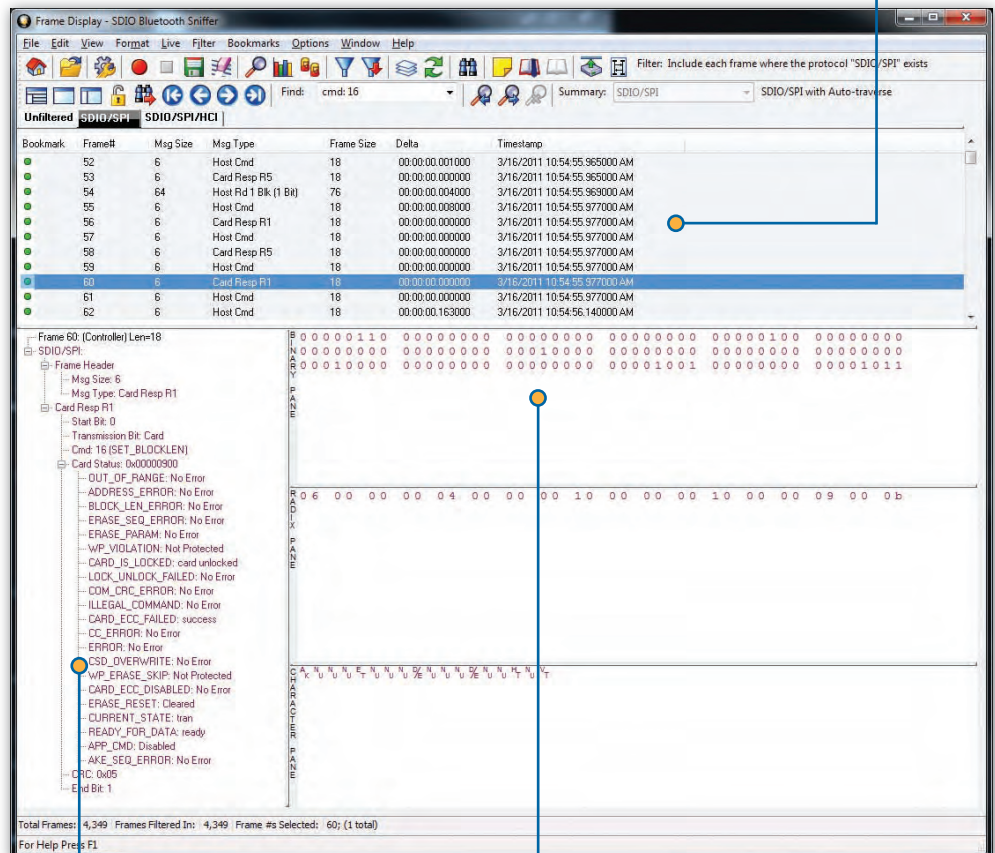 Frame Display - SDIO Bluetooth Sniffer
File Edit View Format Live Filter Bookmarks Options Window Help
Filter: Include each frame where the protocol "SDIO/SPI" exists
Find: cmd: 16 Summary: SDIO/SPI SDIO/SPI with Auto-traverse
Unfiltered SDIO/SPI SDIO/SPI/HCI
Bookmark Frame# Msg Size Msg Type Frame Size Delta Timestamp
52 6 Host Cmd 18 00:00:00.001000 3/16/2011 10:54:55.965000 AM
53 6 Card Resp R5 18 00:00:00.000000 3/16/2011 10:54:55.965000 AM
54 64 Host Rd 1 Blk (1 Bit) 76 00:00:00.004000 3/16/2011 10:54:55.969000 AM
55 6 Host Cmd 18 00:00:00.008000 3/16/2011 10:54:55.977000 AM
56 6 Card Resp R1 18 00:00:00.000000 3/16/2011 10:54:55.977000 AM
57 6 Host Cmd 18 00:00:00.000000 3/16/2011 10:54:55.977000 AM
58 6 Card Resp R5 18 00:00:00.000000 3/16/2011 10:54:55.977000 AM
59 6 Host Cmd 18 00:00:00.000000 3/16/2011 10:54:55.977000 AM
60 6 Card Resp R1 18 00:00:00.000000 3/16/2011 10:54:55.977000 AM
61 6 Host Cmd 18 00:00:00.000000 3/16/2011 10:54:55.977000 AM
62 6 Host Cmd 18 00:00:00.163000 3/16/2011 10:54:56.140000 AM
Frame 60: (Controller) Len=18
SDIO/SPI:
Frame Header
Msg Size: 6
Msg Type: Card Resp R1
Card Resp R1
Start Bit: 0
Transmission Bit: Card
Cmd: 16 (SET_BLOCKLEN)
Card Status: 0x00000900
OUT_OF_RANGE: No Error
ADDRESS_ERROR: No Error
BLOCK_LEN_ERROR: No Error
ERASE_SEQ_ERROR: No Error
ERASE_PARAM: No Error
WP_VIOLATION: Not Protected
CARD_IS_LOCKED: card unlocked
LOCK_UNLOCK_FAILED: No Error
COM_CRC_ERROR: No Error
ILLEGAL_COMMAND: No Error
CARD_ECC_FAILED: success
CC_ERROR: No Error
ERROR: No Error
CSD_OVERWRITE: No Error
WP_ERASE_SKIP: Not Protected
CARD_ECC_DISABLED: No Error
ERASE_RESET: Cleared
CURRENT_STATE: tran
READY_FOR_DATA: ready
APP_CMD: Disabled
AKE_SEQ_ERROR: No Error
CRC: 0x05
End Bit: 1
BINARY PANE
00000110 00000000 00000000 00000000 00000100 00000000
00000000 00000000 00010000 00000000 00000000 00000000
00010000 00000000 00000000 00001001 00000000 00001011
RADIX PANE
06 00 00 00 04 00 00 00 10 00 00 00 10 00 00 09 00 0b
CHARACTER PANE
Total Frames: 4,349 Frames Filtered In: 4,349 Frame #s Selected: 60; (1 total)
For Help Press F1